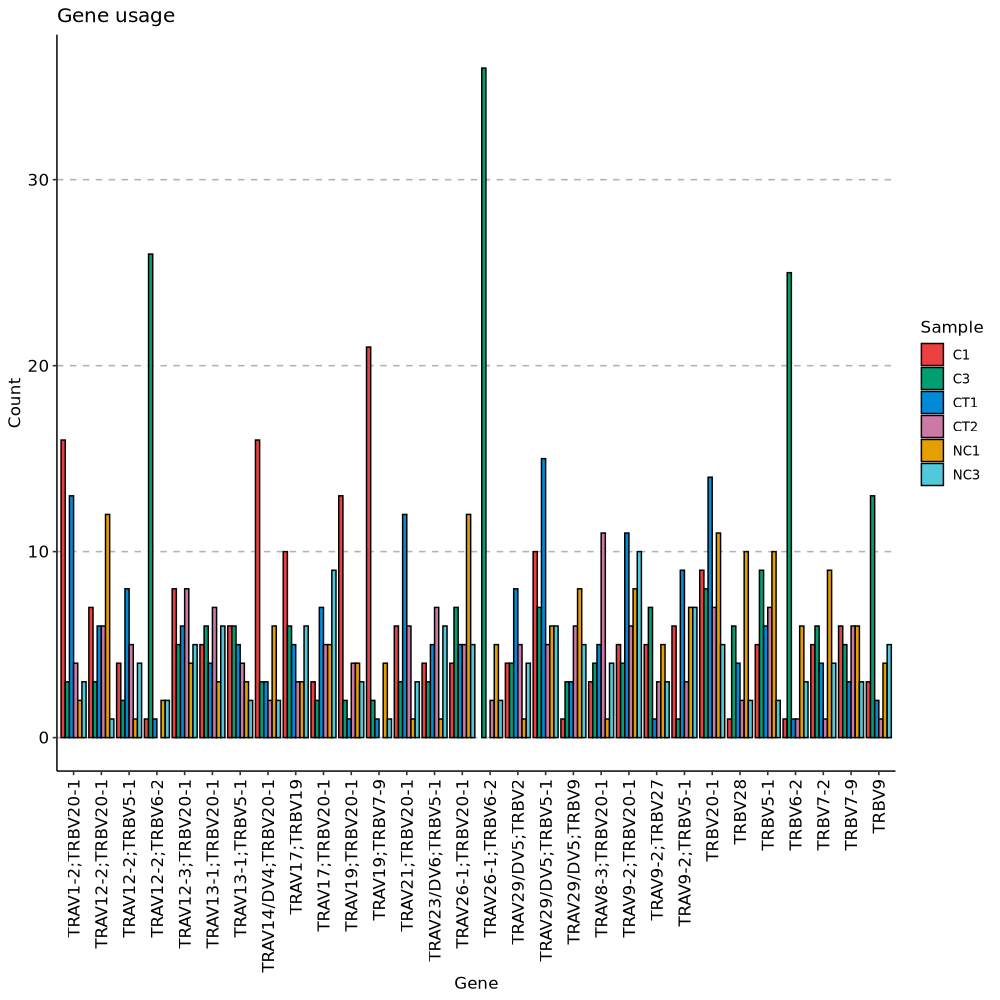 Gene usage
Count
30
20
10
0
TRAV1-2;TRBV20-1
TRAV12-2;TRBV20-1
TRAV12-2;TRBV5-1
TRAV12-2;TRBV6-2
TRAV12-3;TRBV20-1
TRAV13-1;TRBV20-1
TRAV13-1;TRBV5-1
TRAV14/DV4;TRBV20-1
TRAV17;TRBV19
TRAV17;TRBV20-1
TRAV19;TRBV20-1
TRAV19;TRBV7-9
TRAV21;TRBV20-1
TRAV23/DV6;TRBV5-1
TRAV26-1;TRBV20-1
TRAV26-1;TRBV6-2
TRAV29/DV5;TRBV2
TRAV29/DV5;TRBV5-1
TRAV29/DV5;TRBV9
TRAV8-3;TRBV20-1
TRAV9-2;TRBV20-1
TRAV9-2;TRBV27
TRAV9-2;TRBV5-1
TRBV20-1
TRBV28
TRBV5-1
TRBV6-2
TRBV7-2
TRBV7-9
TRBV9
Gene
Sample
C1
C3
CT1
CT2
NC1
NC3